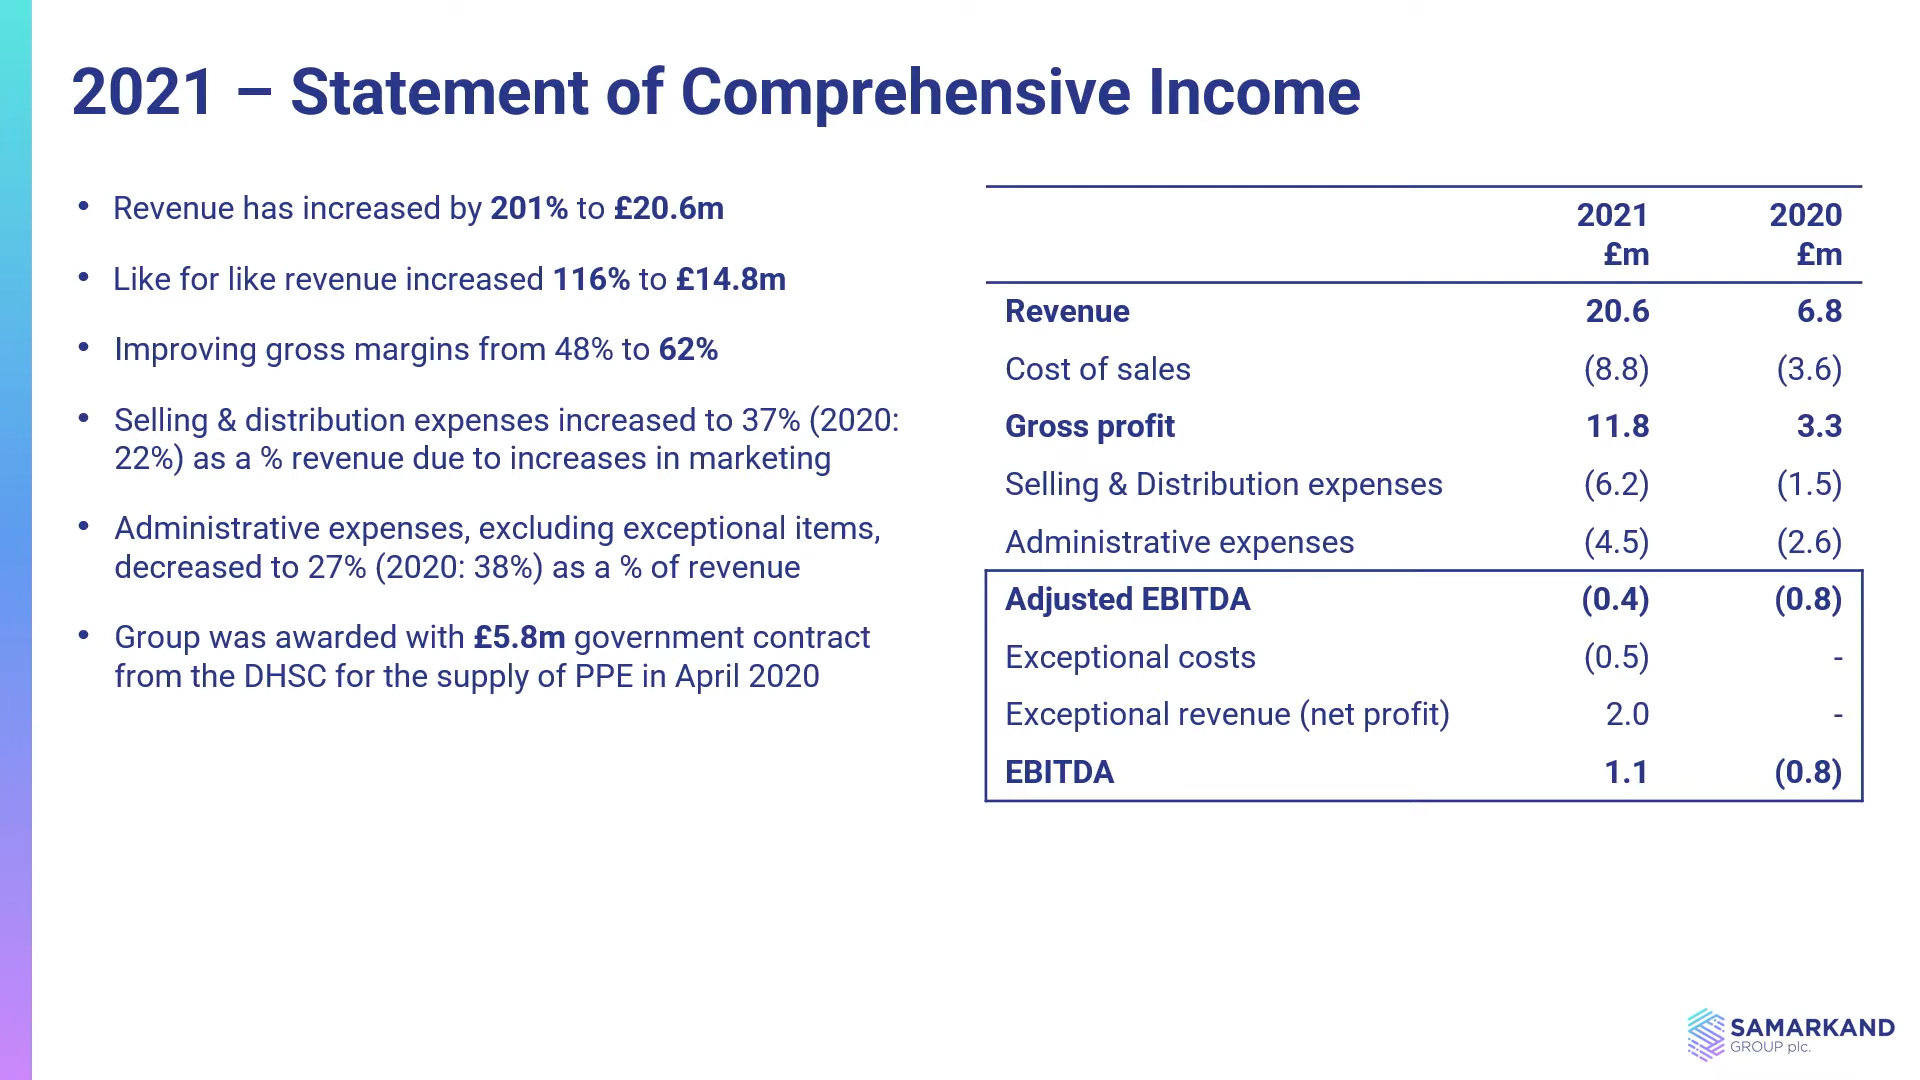 2021 – Statement of Comprehensive Income
• Revenue has increased by 201% to £20.6m
• Like for like revenue increased 116% to £14.8m
• Improving gross margins from 48% to 62%
• Selling & distribution expenses increased to 37% (2020:
22%) as a % revenue due to increases in marketing
• Administrative expenses, excluding exceptional items,
decreased to 27% (2020: 38%) as a % of revenue
• Group was awarded with £5.8m government contract
from the DHSC for the supply of PPE in April 2020
2021 2020
£m £m
Revenue 20.6 6.8
Cost of sales (8.8) (3.6)
Gross profit 11.8 3.3
Selling & Distribution expenses (6.2) (1.5)
Administrative expenses (4.5) (2.6)
Adjusted EBITDA (0.4) (0.8)
Exceptional costs (0.5) -
Exceptional revenue (net profit) 2.0 -
EBITDA 1.1 (0.8)
SAMARKAND
GROUP plc.